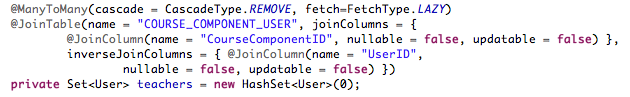 @ManyToMany(cascade = CascadeType.REMOVE, fetch=FetchType.LAZY)
@JoinTable(name = "COURSE_COMPONENT_USER", joinColumns = {
@JoinColumn(name = "CourseComponentID", nullable = false, updatable = false) },
inverseJoinColumns = { @JoinColumn(name = "UserID",
nullable = false, updatable = false) })
private Set<User> teachers = new HashSet<User>(0);